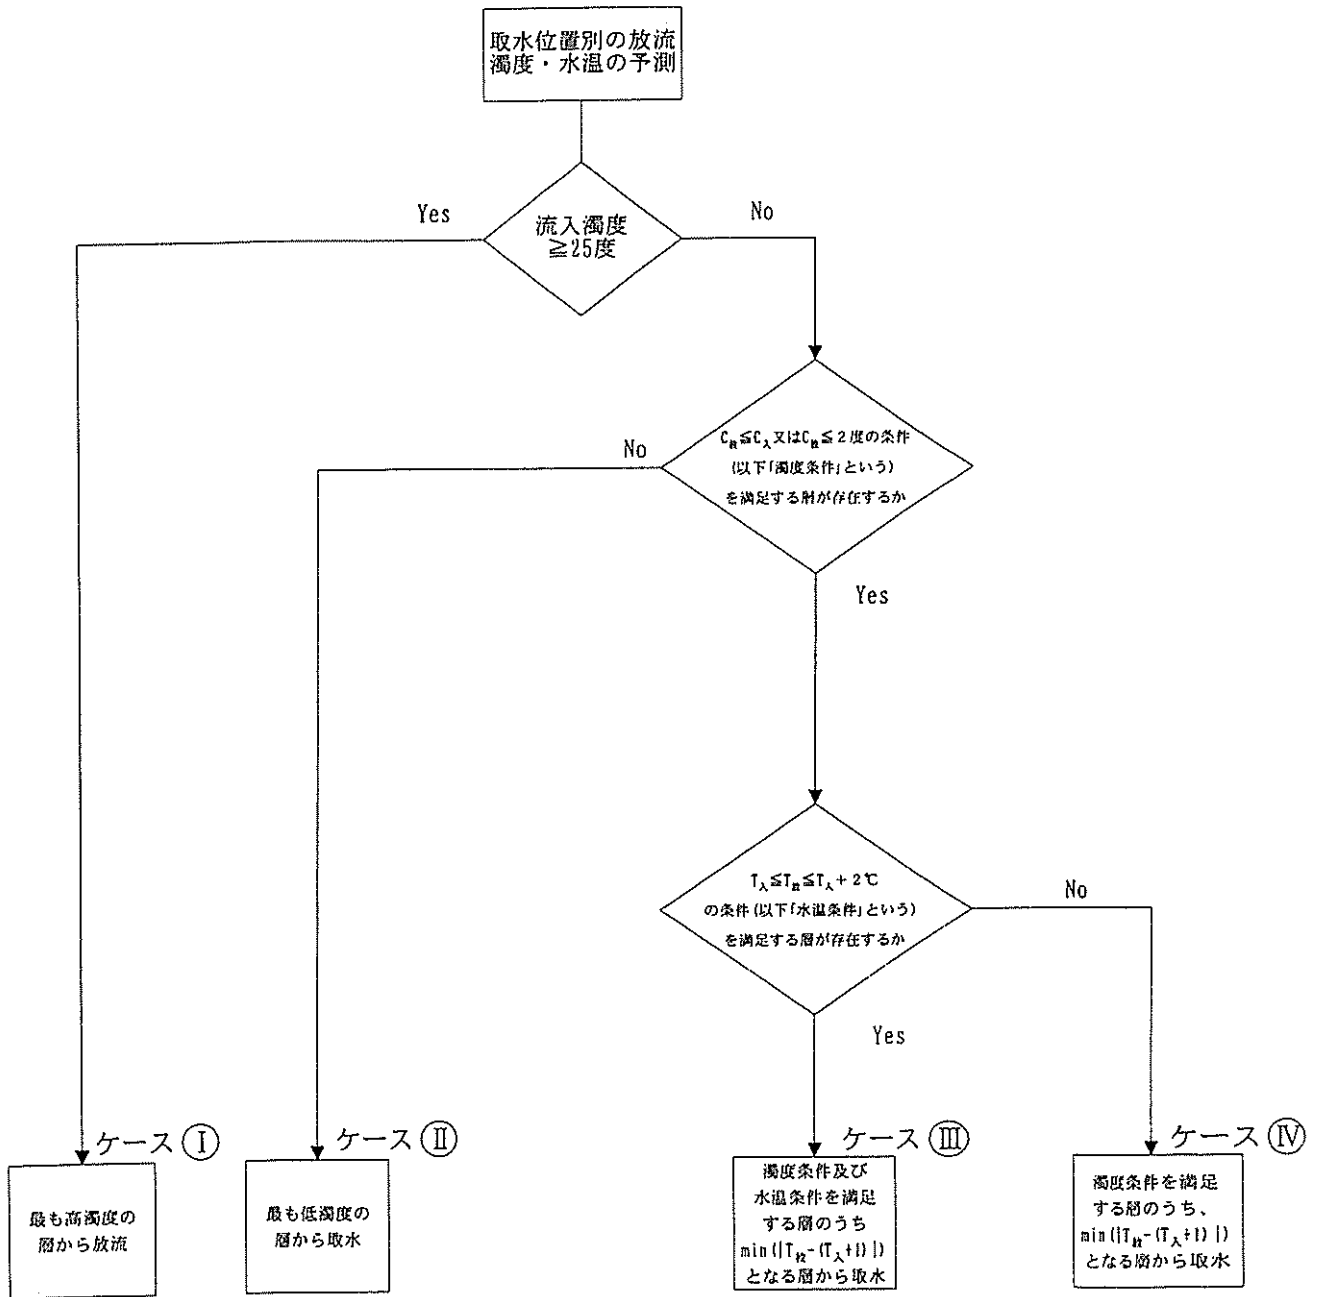 取水位置別の放流
濁度・水温の予測
Yes
No
流入濁度
≧25度
C放≦C入又はC放≦2度の条件
(以下「濁度条件」という)
を満足する層が存在するか
No
Yes
T入≦T放≦T入+2℃
の条件(以下「水温条件」という)
を満足する層が存在するか
No
Yes
ケースⒾ
最も高濁度の
層から放流
ケースⅡ
最も低濁度の
層から取水
ケースⅢ
濁度条件及び
水温条件を満足
する層のうち
min(|T放-(T入+1)|)
となる層から取水
ケースⅣ
濁度条件を満足
する層のうち、
min(|T放-(T入+1)|)
となる層から取水